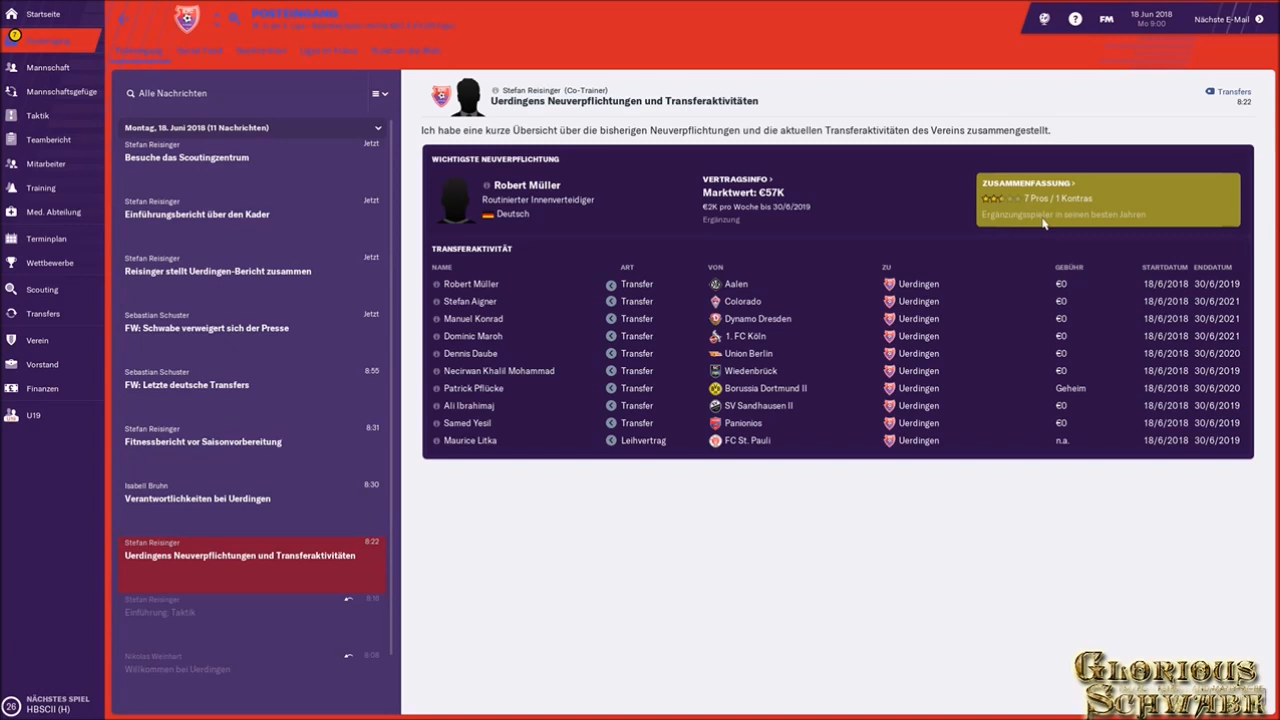 Startseite
POSTEINGANG
18 Jun 2018
Mo 9:00
FM
Nächste E-Mail
7
Mannschaft
Mannschaftsgefüge
Taktik
Teambericht
Mitarbeiter
Training
Med. Abteilung
Terminplan
Wettbewerbe
Scouting
Transfers
Verein
Vorstand
Finanzen
U19
26
NÄCHSTES SPIEL
HBSCII (H)
Alle Nachrichten
Montag, 18. Juni 2018 (11 Nachrichten)
Stefan Reisinger Jetzt
Besuche das Scoutingzentrum
Stefan Reisinger Jetzt
Einführungsbericht über den Kader
Stefan Reisinger Jetzt
Reisinger stellt Uerdingen-Bericht zusammen
Sebastian Schuster Jetzt
FW: Schwabe verweigert sich der Presse
Sebastian Schuster 8:55
FW: Letzte deutsche Transfers
Stefan Reisinger 8:31
Fitnessbericht vor Saisonvorbereitung
Isabell Bruhn 8:30
Verantwortlichkeiten bei Uerdingen
Stefan Reisinger 8:22
Uerdingens Neuverpflichtungen und Transferaktivitäten
Stefan Reisinger
Einführung: Taktik
Nikolas Weinhart 8:08
Willkommen bei Uerdingen
Stefan Reisinger (Co-Trainer)
Uerdingens Neuverpflichtungen und Transferaktivitäten
Transfers
8:22
Ich habe eine kurze Übersicht über die bisherigen Neuverpflichtungen und die aktuellen Transferaktivitäten des Vereins zusammengestellt.
WICHTIGSTE NEUVERPFLICHTUNG
Robert Müller
Routinierter Innenverteidiger
Deutsch
VERTRAGSINFO >
Marktwert: €57K
€2K pro Woche bis 30/6/2019
Ergänzung
ZUSAMMENFASSUNG >
7 Pros / 1 Kontras
Ergänzungsspieler in seinen besten Jahren
TRANSFERAKTIVITÄT
NAME ART VON ZU GEBÜHR STARTDATUM ENDDATUM
Robert Müller Transfer Aalen Uerdingen €0 18/6/2018 30/6/2019
Stefan Aigner Transfer Colorado Uerdingen €0 18/6/2018 30/6/2021
Manuel Konrad Transfer Dynamo Dresden Uerdingen €0 18/6/2018 30/6/2021
Dominic Maroh Transfer 1. FC Köln Uerdingen €0 18/6/2018 30/6/2021
Dennis Daube Transfer Union Berlin Uerdingen €0 18/6/2018 30/6/2020
Necirwan Khalil Mohammad Transfer Wiedenbrück Uerdingen €0 18/6/2018 30/6/2019
Patrick Pflücke Transfer Borussia Dortmund II Uerdingen Geheim 18/6/2018 30/6/2020
Ali Ibrahimaj Transfer SV Sandhausen II Uerdingen €0 18/6/2018 30/6/2019
Samed Yesil Transfer Panionios Uerdingen €0 18/6/2018 30/6/2019
Maurice Litka Leihvertrag FC St. Pauli Uerdingen n.a. 18/6/2018 30/6/2019
GLORIOUS
SCHWABE